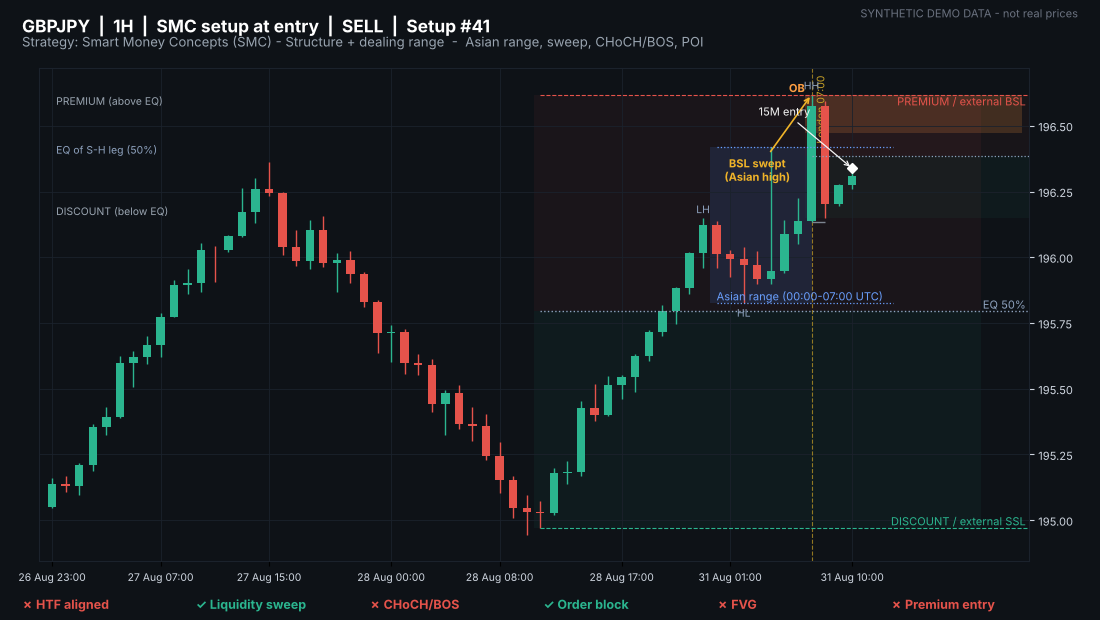 GBPJPY | 1H | SMC setup at entry | SELL | Setup #41
SYNTHETIC DEMO DATA - not real prices
Strategy: Smart Money Concepts (SMC) - Structure + dealing range - Asian range, sweep, CHoCH/BOS, POI
PREMIUM (above EQ)
EQ of S-H leg (50%)
DISCOUNT (below EQ)
OB
HH
London 07:00
PREMIUM / external BSL
15M entry
BSL swept
(Asian high)
LH
Asian range (00:00-07:00 UTC)
HL
EQ 50%
DISCOUNT / external SSL
196.50
196.25
196.00
195.75
195.50
195.25
195.00
26 Aug 23:00
27 Aug 07:00
27 Aug 15:00
28 Aug 00:00
28 Aug 08:00
28 Aug 17:00
31 Aug 01:00
31 Aug 10:00
× HTF aligned
✓ Liquidity sweep
× CHoCH/BOS
✓ Order block
× FVG
× Premium entry